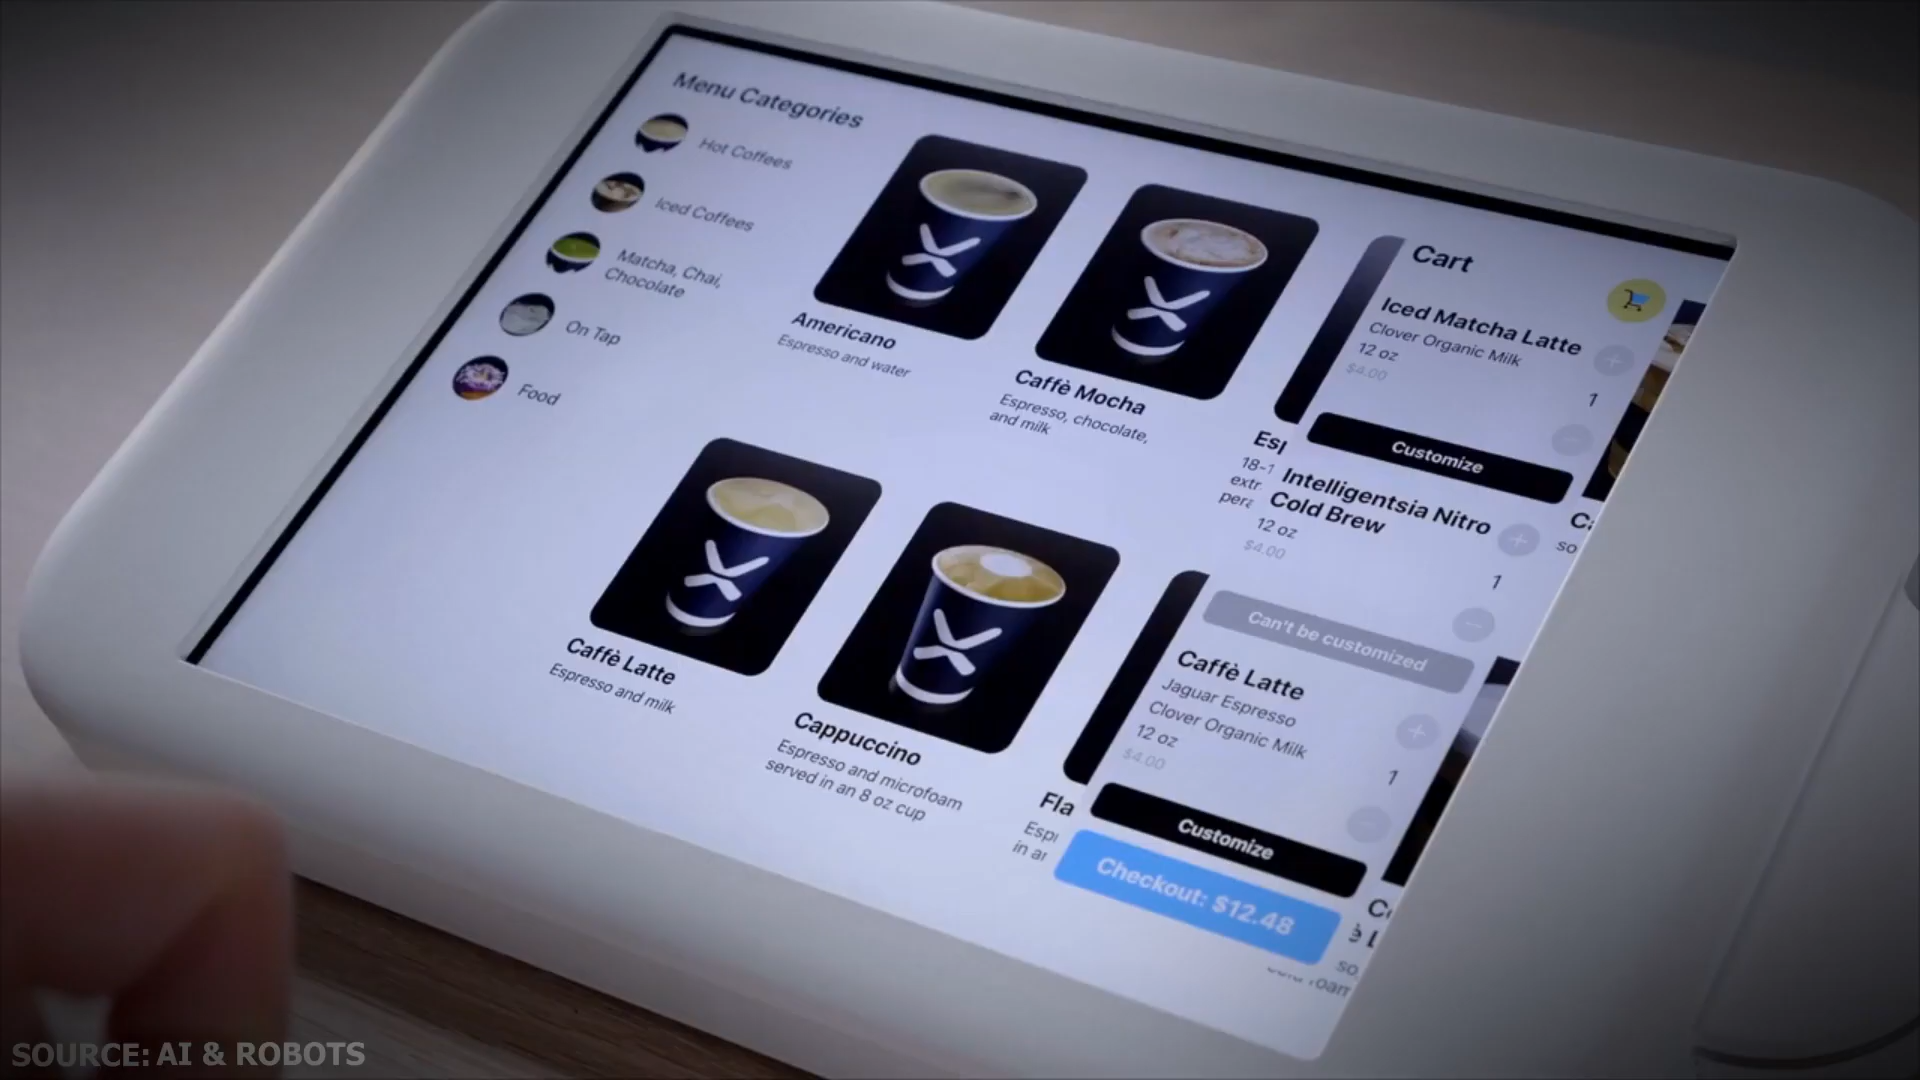 Menu Categories
Hot Coffees
Iced Coffees
Matcha, Chai,
Chocolate
On Tap
Food
Americano
Espresso and water
Caffè Mocha
Espresso, chocolate,
and milk
Caffè Latte
Espresso and milk
Cappuccino
Espresso and microfoam
served in an 8 oz cup
Cart
Iced Matcha Latte
Clover Organic Milk
12 oz
$4.00
1
Customize
Intelligentsia Nitro
Cold Brew
12 oz
$4.00
1
Can't be customized
Caffè Latte
Jaguar Espresso
Clover Organic Milk
12 oz
$4.00
1
Customize
Checkout: $12.48
SOURCE: AI & ROBOTS